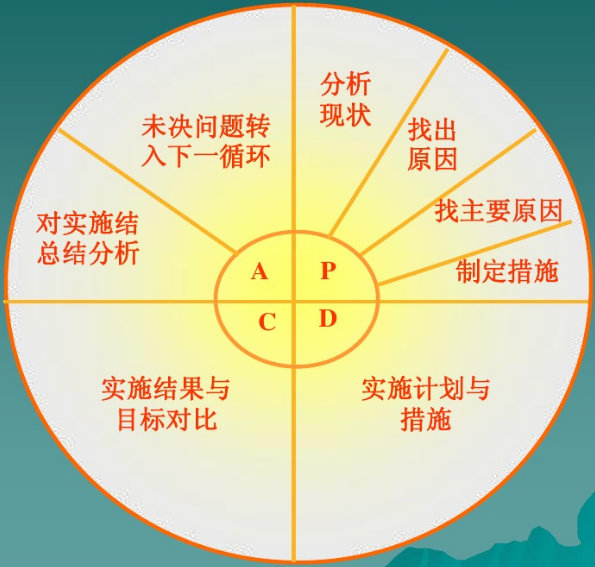 分析
现状
找出
原因
找主要原因
制定措施
实施计划与
措施
实施结果与
目标对比
对实施结
总结分析
未决问题转
入下一循环
A
P
C
D